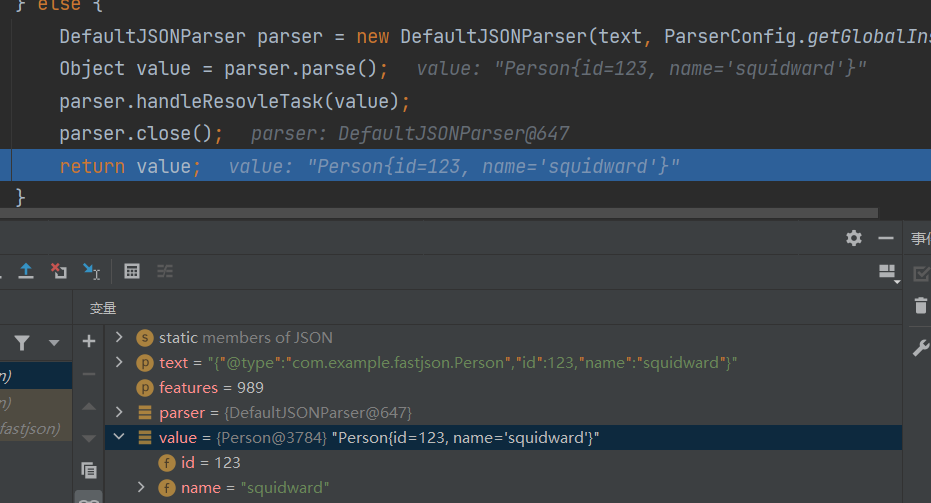 } else {
DefaultJSONParser parser = new DefaultJSONParser(text, ParserConfig.getGlobalIns
Object value = parser.parse(); value: "Person{id=123, name='squidward'}"
parser.handleResovleTask(value);
parser.close(); parser: DefaultJSONParser@647
return value; value: "Person{id=123, name='squidward'}"
}
事件
变量
static members of JSON
text = "{"@type":"com.example.fastjson.Person","id":123,"name":"squidward"}"
features = 989
n)
parser = {DefaultJSONParser@647}
n)
fastjson)
value = {Person@3784} "Person{id=123, name='squidward'}"
id = 123
name = "squidward"